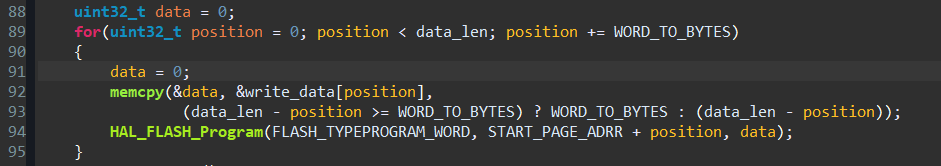 88 uint32_t data = 0;
89 for(uint32_t position = 0; position < data_len; position += WORD_TO_BYTES)
90 {
91 data = 0;
92 memcpy(&data, &write_data[position],
93 (data_len - position >= WORD_TO_BYTES) ? WORD_TO_BYTES : (data_len - position));
94 HAL_FLASH_Program(FLASH_TYPEPROGRAM_WORD, START_PAGE_ADRR + position, data);
95 }